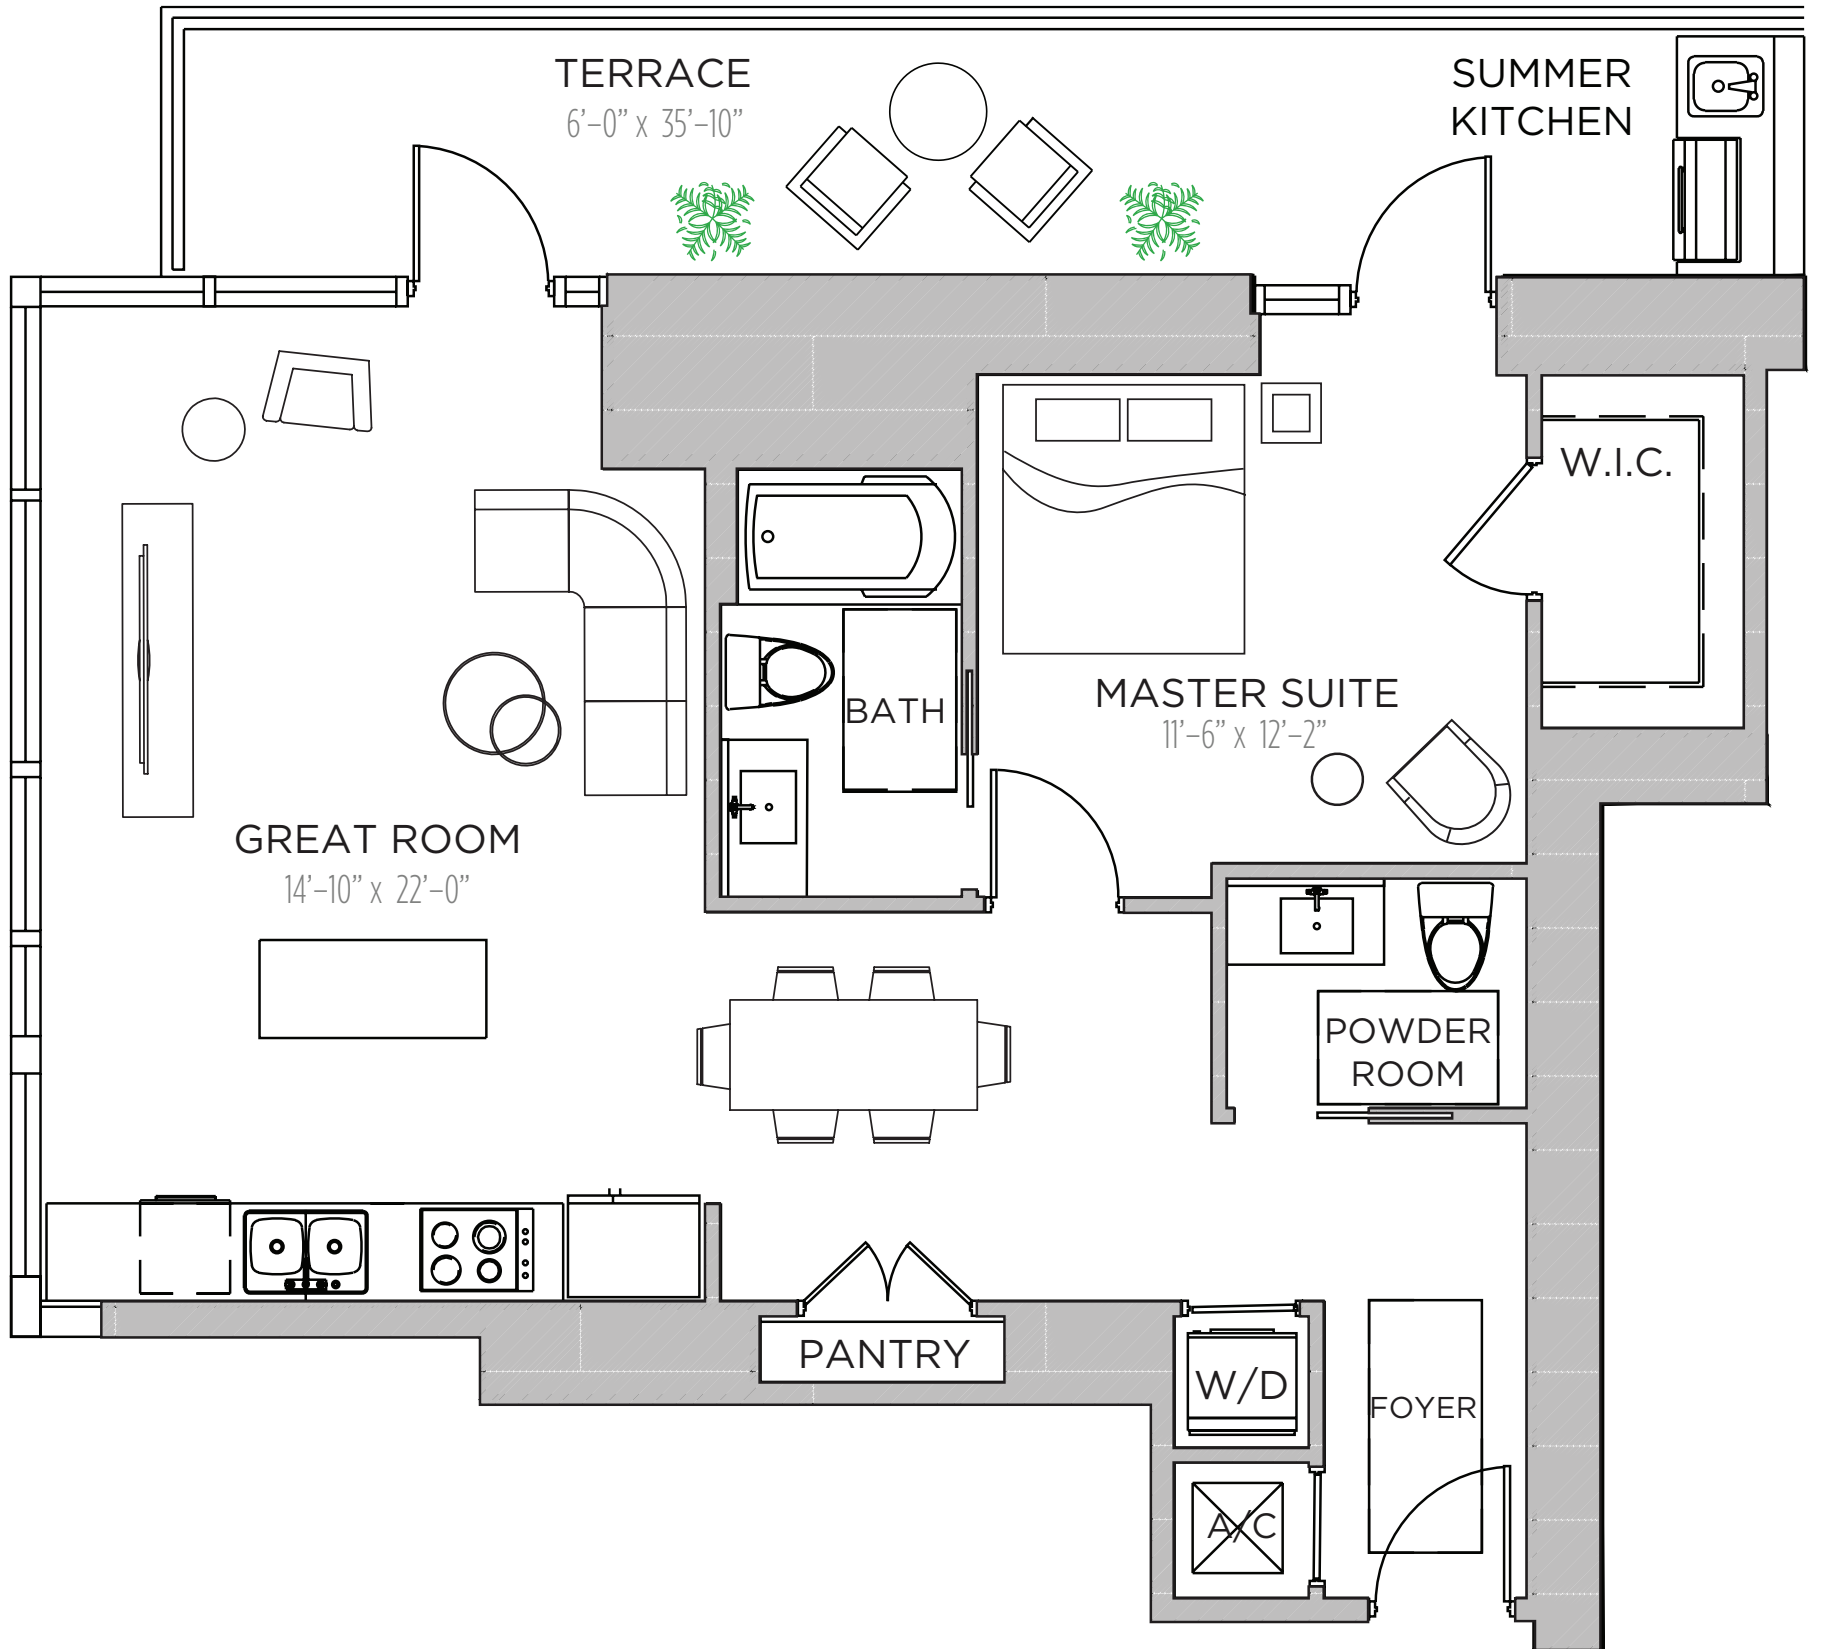 TERRACE
6’–0” x 35’–10”
SUMMER
KITCHEN
W.I.C.
MASTER SUITE
11’–6” x 12’–2”
BATH
GREAT ROOM
14’–10” x 22’–0”
POWDER
ROOM
PANTRY
W/D
FOYER
A/C